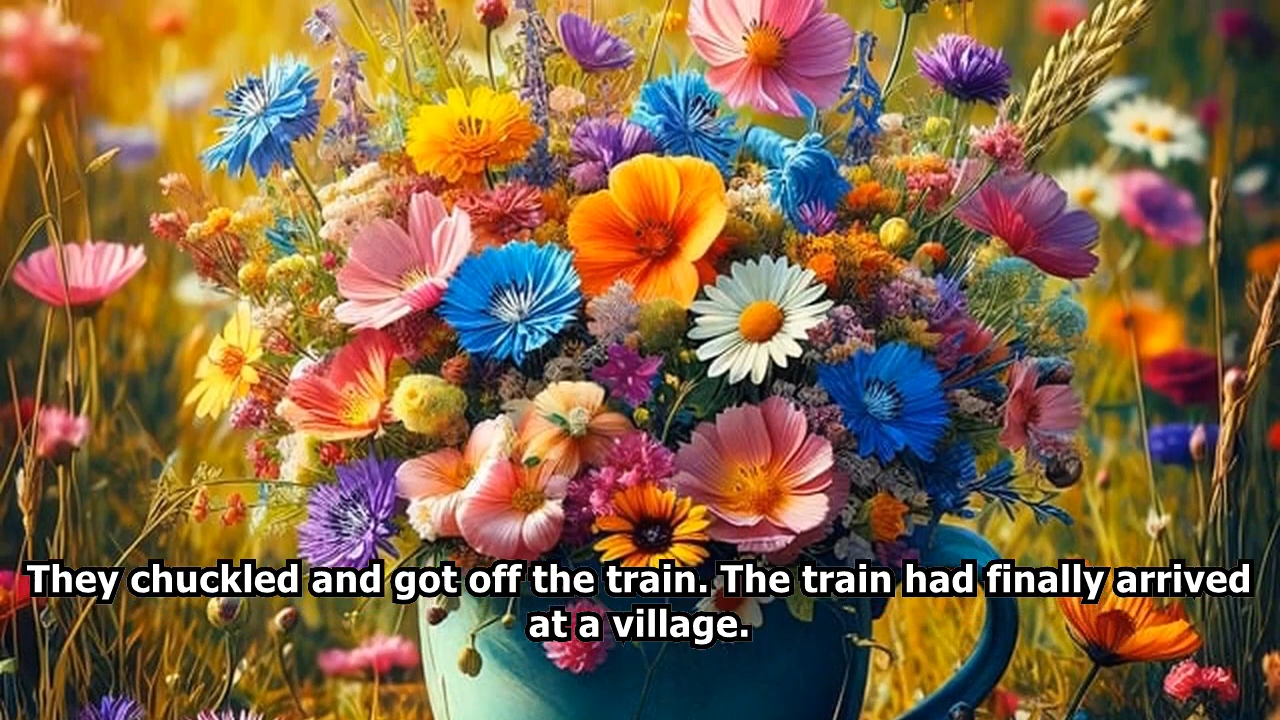 They chuckled and got off the train. The train had finally arrived
at a village.